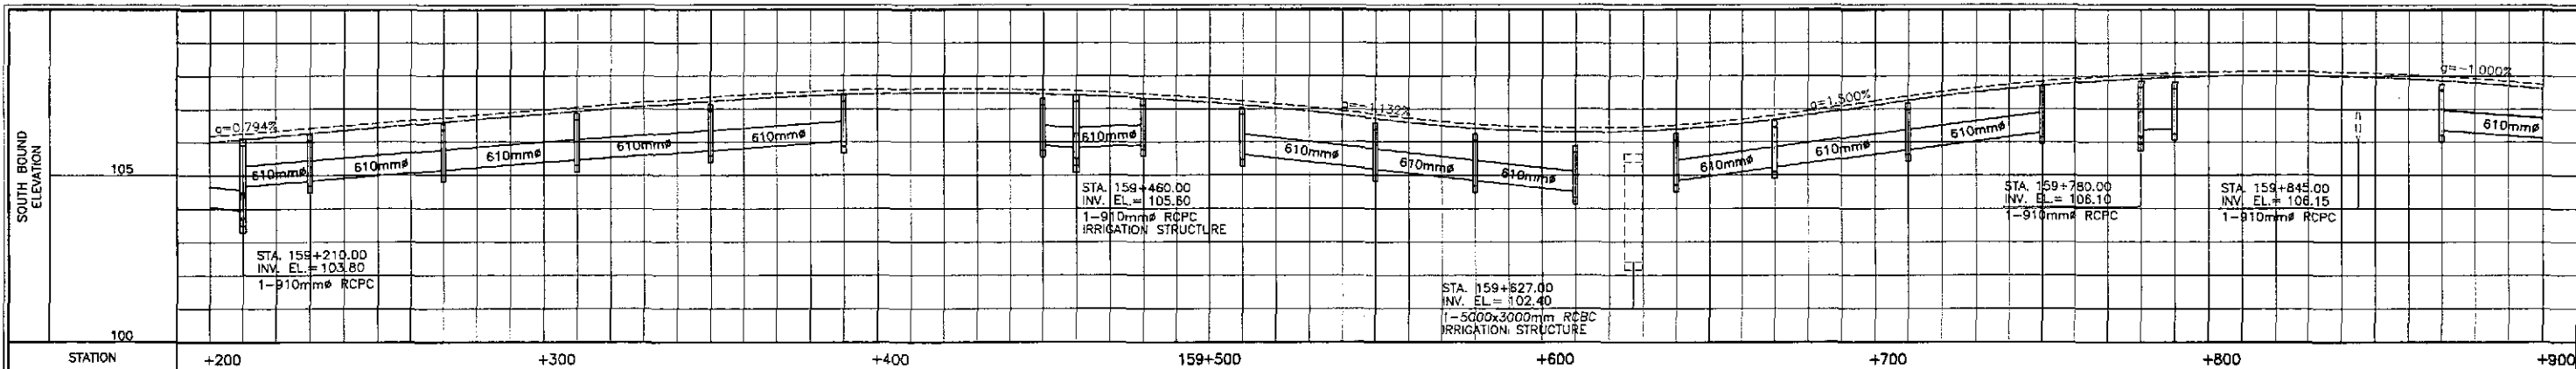 SOUTH BOUND
ELEVATION
105
100
g=0.794%
610mmø
610mmø
610mmø
610mmø
610mmø
610mmø
g=-1.132%
610mmø
610mmø
610mmø
g=1.500%
610mmø
610mmø
610mmø
g=-1.000%
610mmø
STA. 159+210.00
INV. EL.= 103.80
1-910mmø RCPC
STA. 159+460.00
INV. EL.= 105.60
1-910mmø RCPC
IRRIGATION STRUCTURE
STA. 159+627.00
INV. EL.= 102.40
1-5000x3000mm RCBC
IRRIGATION STRUCTURE
STA. 159+780.00
INV. EL.= 106.10
1-910mmø RCPC
STA. 159+845.00
INV. EL.= 106.15
1-910mmø RCPC
STATION +200 +300 +400 159+500 +600 +700 +800 +900